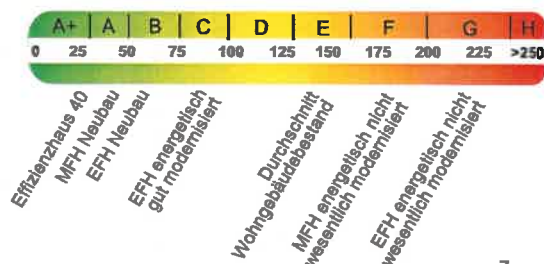 A+ A B C D E F G H
0 25 50 75 100 125 150 175 200 225 >250
Effizienzhaus 40
MFH Neubau
EFH Neubau
EFH energetisch
gut modernisiert
Durchschnitt
Wohngebäudebestand
MFH energetisch nicht
wesentlich modernisiert
EFH energetisch nicht
wesentlich modernisiert